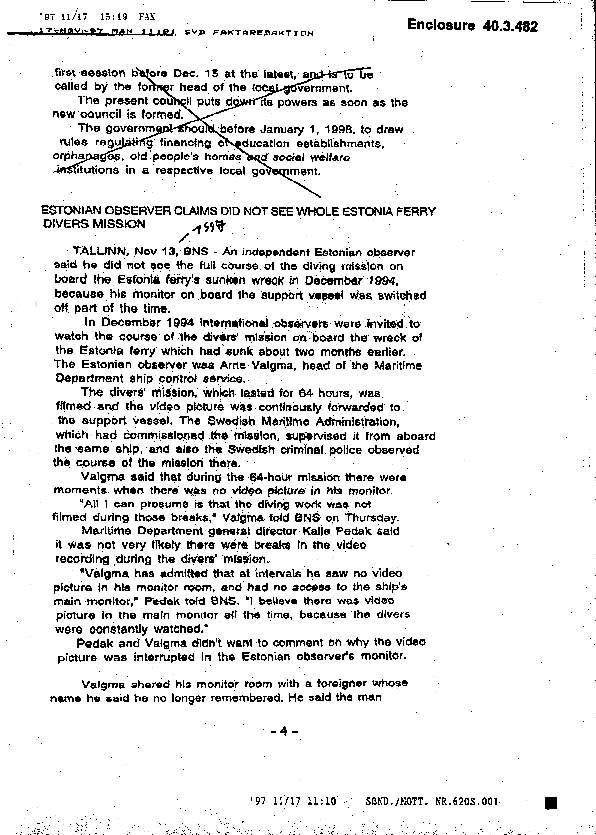 '97 11/17 15:19 FAX
Enclosure 40.3.482
17-NOV-97 MAN 11:01 SVD FAKTAREDAKTION
first session before Dec. 15 at the latest, and is to be
called by the former head of the local government.
The present council puts down its powers as soon as the
new council is formed.
The government should, before January 1, 1998, to draw
rules regulating financing of education establishments,
orphanages, old people's homes and social welfare
institutions in a respective local government.
ESTONIAN OBSERVER CLAIMS DID NOT SEE WHOLE ESTONIA FERRY
DIVERS MISSION
1997
TALLINN, Nov 13, BNS - An independent Estonian observer
said he did not see the full course of the diving mission on
board the Estonia ferry's sunken wreck in December 1994,
because his monitor on board the support vessel was switched
off part of the time.
In December 1994 international observers were invited to
watch the course of the divers' mission on board the wreck of
the Estonia ferry which had sunk about two months earlier.
The Estonian observer was Arne Valgma, head of the Maritime
Department ship control service.
The divers' mission, which lasted for 64 hours, was
filmed and the video picture was continously forwarded to
the support vessel. The Swedish Maritime Administration,
which had commissioned the mission, supervised it from aboard
the same ship, and also the Swedish criminal police observed
the course of the mission there.
Valgma said that during the 64-hour mission there were
moments when there was no video picture in his monitor.
"All I can presume is that the diving work was not
filmed during those breaks," Valgma told BNS on Thursday.
Maritime Department general director Kalle Pedak said
it was not very likely there were breaks in the video
recording during the divers' mission.
"Valgma has admitted that at intervals he saw no video
picture in his monitor room, and had no access to the ship's
main monitor," Pedak told BNS. "I believe there was video
picture in the main monitor all the time, because the divers
were constantly watched."
Pedak and Valgma didn't want to comment on why the video
picture was interrupted in the Estonian observer's monitor.
Valgma shared his monitor room with a foreigner whose
name he said he no longer remembered. He said the man
- 4 -
'97 11/17 11:10 SÄND./MOTT. NR.6205.001